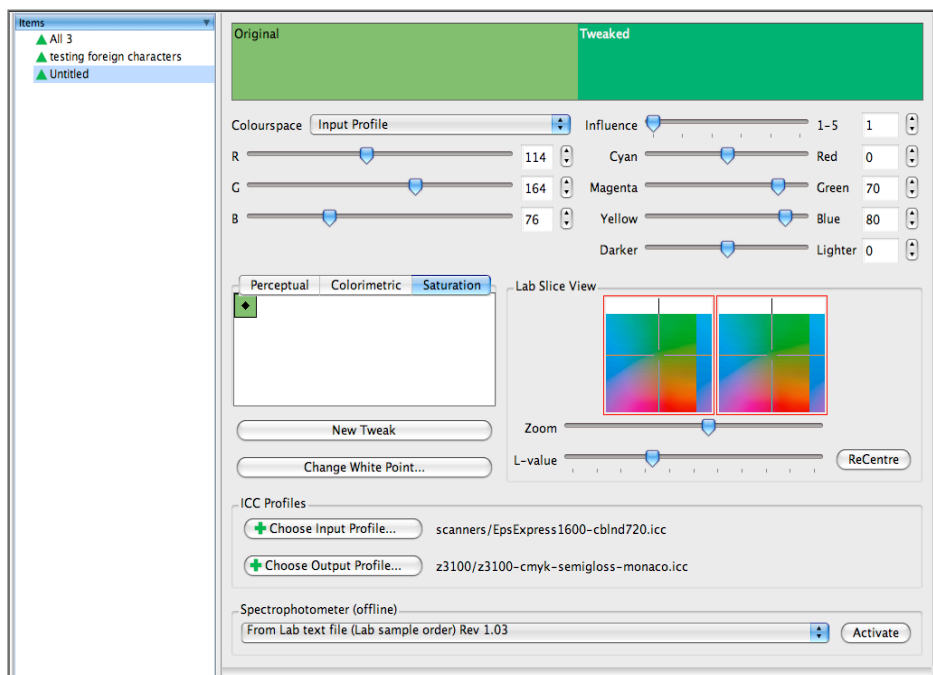 Items
All 3
testing foreign characters
Untitled
Original
Tweaked
Colourspace Input Profile
Influence 1-5 1
R 114
Cyan Red 0
G 164
Magenta Green 70
B 76
Yellow Blue 80
Darker Lighter 0
Perceptual Colorimetric Saturation
Lab Slice View
New Tweak
Zoom
Change White Point...
L-value ReCentre
ICC Profiles
Choose Input Profile... scanners/EpsExpress1600-cblnd720.icc
Choose Output Profile... z3100/z3100-cmyk-semigloss-monaco.icc
Spectrophotometer (offline)
From Lab text file (Lab sample order) Rev 1.03 Activate